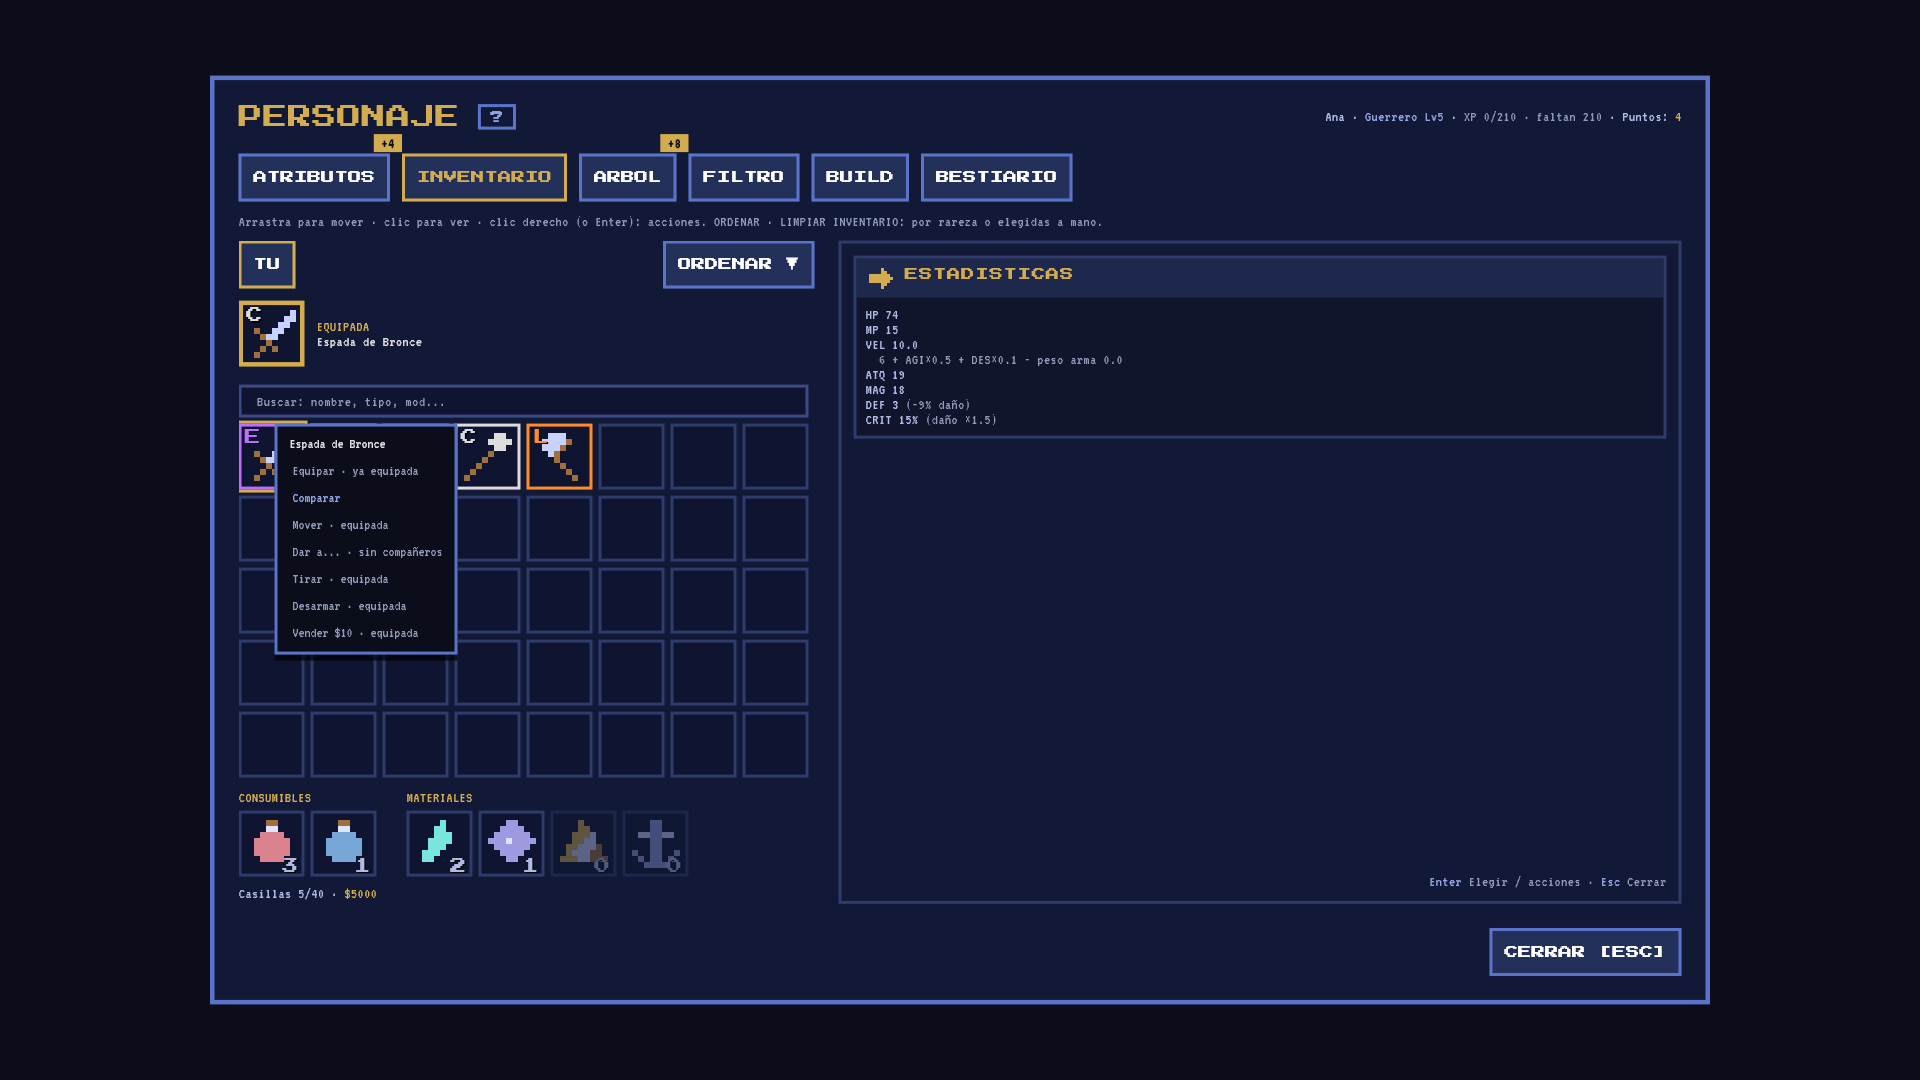 PERSONAJE ?
Ana · Guerrero Lv5 · XP 0/210 · faltan 210 · Puntos: 4
+4 +8
ATRIBUTOS INVENTARIO ARBOL FILTRO BUILD BESTIARIO
Arrastra para mover · clic para ver · clic derecho (o Enter): acciones. ORDENAR · LIMPIAR INVENTARIO: por rareza o elegidas a mano.
TU ORDENAR ▼
C
EQUIPADA
Espada de Bronce
Buscar: nombre, tipo, mod...
E C L
Espada de Bronce
Equipar · ya equipada
Comparar
Mover · equipada
Dar a... · sin compañeros
Tirar · equipada
Desarmar · equipada
Vender $10 · equipada
CONSUMIBLES MATERIALES
3 1 2 1 0 0
Casillas 5/40 · $5000
ESTADISTICAS
HP 74
MP 15
VEL 10.0
6 + AGI×0.5 + DES×0.1 - peso arma 0.0
ATQ 19
MAG 18
DEF 3 (-9% daño)
CRIT 15% (daño ×1.5)
Enter Elegir / acciones · Esc Cerrar
CERRAR [ESC]